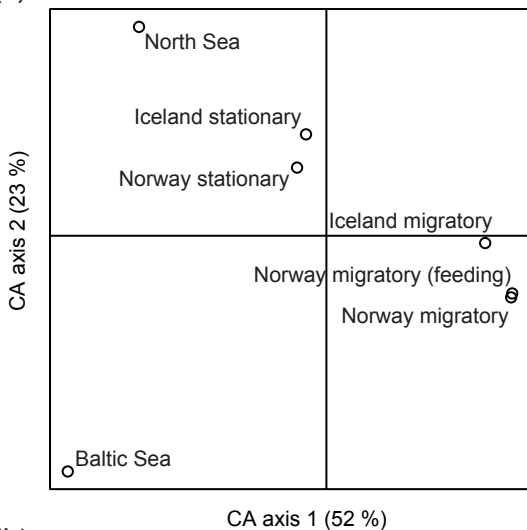 North Sea
Iceland stationary
Norway stationary
Iceland migratory
Norway migratory (feeding)
Norway migratory
Baltic Sea
CA axis 2 (23 %)
CA axis 1 (52 %)